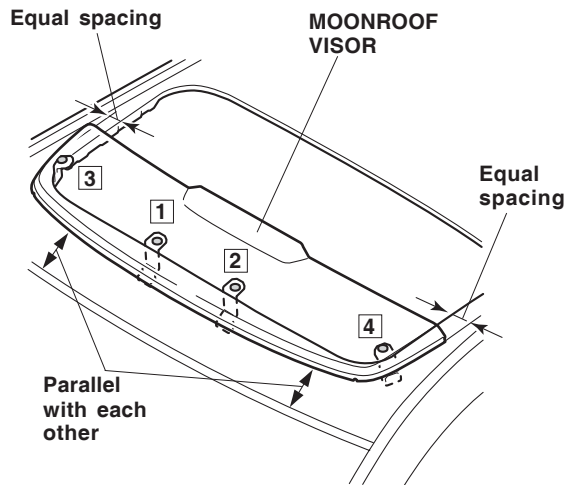 Equal spacing
MOONROOF
VISOR
Equal
spacing
3
1
2
4
Parallel
with each
other